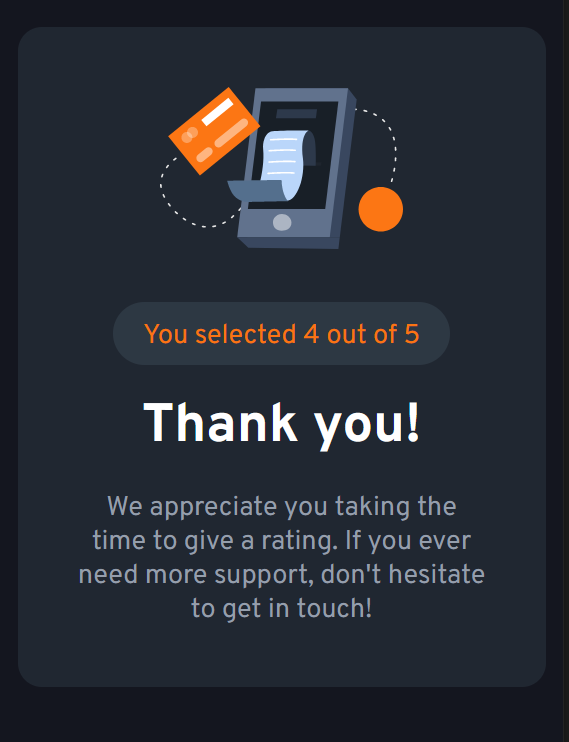 You selected 4 out of 5
Thank you!
We appreciate you taking the
time to give a rating. If you ever
need more support, don't hesitate
to get in touch!